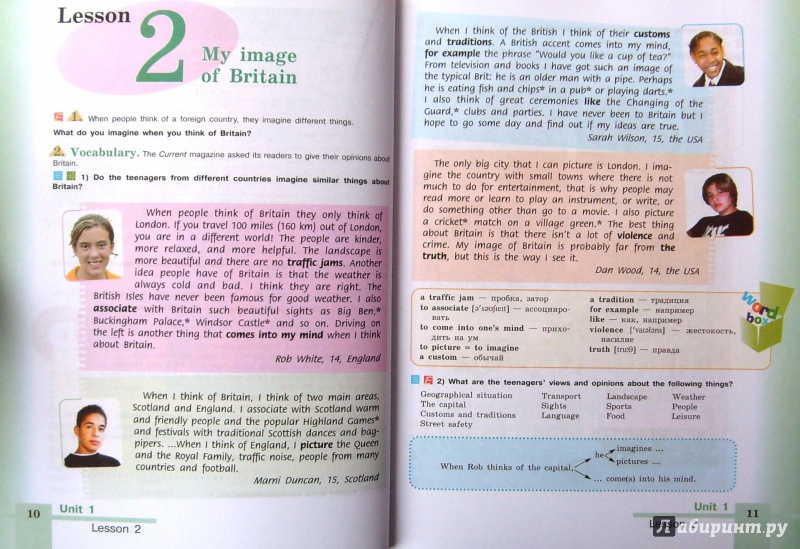 Lesson
2
My image
of Britain
1. When people think of a foreign country, they imagine different things.
What do you imagine when you think of Britain?
2. Vocabulary. The Current magazine asked its readers to give their opinions about
Britain.
1) Do the teenagers from different countries imagine similar things about
Britain?
When people think of Britain they only think of
London. If you travel 100 miles (160 km) out of London,
you are in a different world! The people are kinder,
more relaxed, and more helpful. The landscape is
more beautiful and there are no traffic jams. Another
idea people have of Britain is that the weather is
always cold and bad. I think they are right. The
British Isles have never been famous for good weather. I also
associate with Britain such beautiful sights as Big Ben,*
Buckingham Palace,* Windsor Castle* and so on. Driving on
the left is another thing that comes into my mind when I think
about Britain.
Rob White, 14, England
When I think of Britain, I think of two main areas,
Scotland and England. I associate with Scotland warm
and friendly people and the popular Highland Games*
and festivals with traditional Scottish dances and bag-
pipers. ...When I think of England, I picture the Queen
and the Royal Family, traffic noise, people from many
countries and football.
Marni Duncan, 15, Scotland
10
Unit 1
Lesson 2
When I think of the British I think of their customs
and traditions. A British accent comes into my mind,
for example the phrase "Would you like a cup of tea?"
From television and books I have got such an image of
the typical Brit: he is an older man with a pipe. Perhaps
he is eating fish and chips* in a pub* or playing darts.*
I also think of great ceremonies like the Changing of the
Guard,* clubs and parties. I have never been to Britain but I
hope to go some day and find out if my ideas are true.
Sarah Wilson, 15, the USA
The only big city that I can picture is London. I ima-
gine the country with small towns where there is not
much to do for entertainment, that is why people may
read more or learn to play an instrument, or write, or
do something other than go to a movie. I also picture
a cricket* match on a village green.* The best thing
about Britain is that there isn't a lot of violence and
crime. My image of Britain is probably far from the
truth, but this is the way I see it.
Dan Wood, 14, the USA
word
box
a traffic jam — пробка, затор
to associate [ə'səʊʃieit] — ассоцииро-
вать
to come into one's mind — прихо-
дить на ум
to picture = to imagine
a custom — обычай
a tradition — традиция
for example — например
like — как, например
violence ['vaɪələns] — жестокость,
насилие
truth [truːθ] — правда
2) What are the teenagers' views and opinions about the following things?
Geographical situation Transport Landscape Weather
The capital Sights Sports People
Customs and traditions Language Food Leisure
Street safety
When Rob thinks of the capital,
he
imagines ...
pictures ...
... come(s) into his mind.
Unit 1
11
Лабиринт.ру